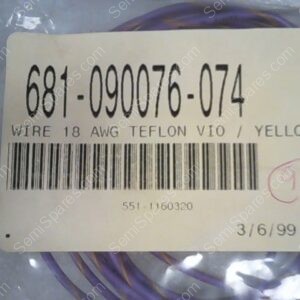 681-090076-074
WIRE 18 AWG TEFLON VIO / YELLO
551-1160320
3/6/99